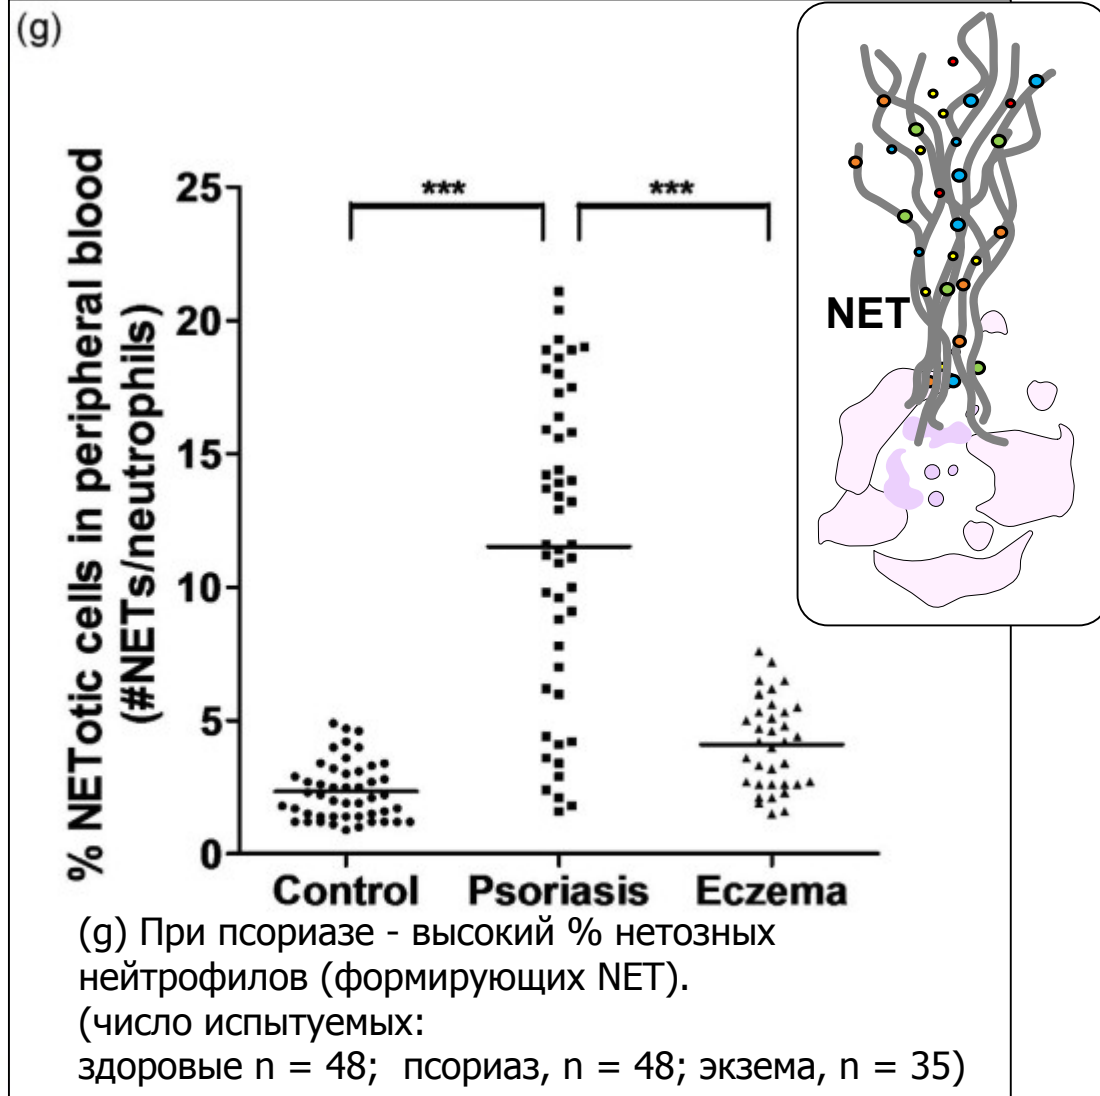 (g)
% NETotic cells in peripheral blood
(#NETs/neutrophils)
25
20
15
10
5
0
***
***
Control
Psoriasis
Eczema
NET
(g) При псориазе - высокий % нетозных
нейтрофилов (формирующих NET).
(число испытуемых:
здоровые n = 48; псориаз, n = 48; экзема, n = 35)